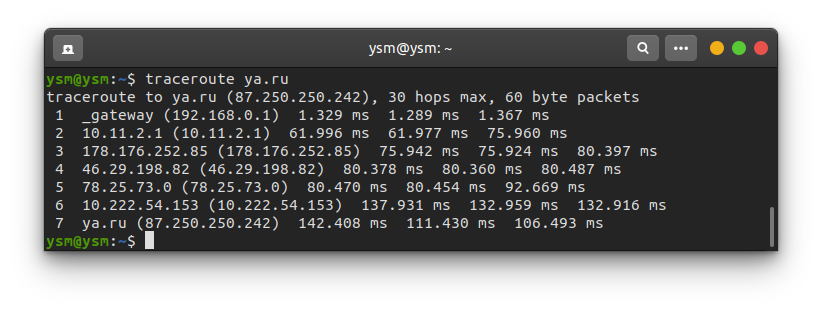 ysm@ysm: ~
ysm@ysm:~$ traceroute ya.ru
traceroute to ya.ru (87.250.250.242), 30 hops max, 60 byte packets
 1  _gateway (192.168.0.1)  1.329 ms  1.289 ms  1.367 ms
 2  10.11.2.1 (10.11.2.1)  61.996 ms  61.977 ms  75.960 ms
 3  178.176.252.85 (178.176.252.85)  75.942 ms  75.924 ms  80.397 ms
 4  46.29.198.82 (46.29.198.82)  80.378 ms  80.360 ms  80.487 ms
 5  78.25.73.0 (78.25.73.0)  80.470 ms  80.454 ms  92.669 ms
 6  10.222.54.153 (10.222.54.153)  137.931 ms  132.959 ms  132.916 ms
 7  ya.ru (87.250.250.242)  142.408 ms  111.430 ms  106.493 ms
ysm@ysm:~$